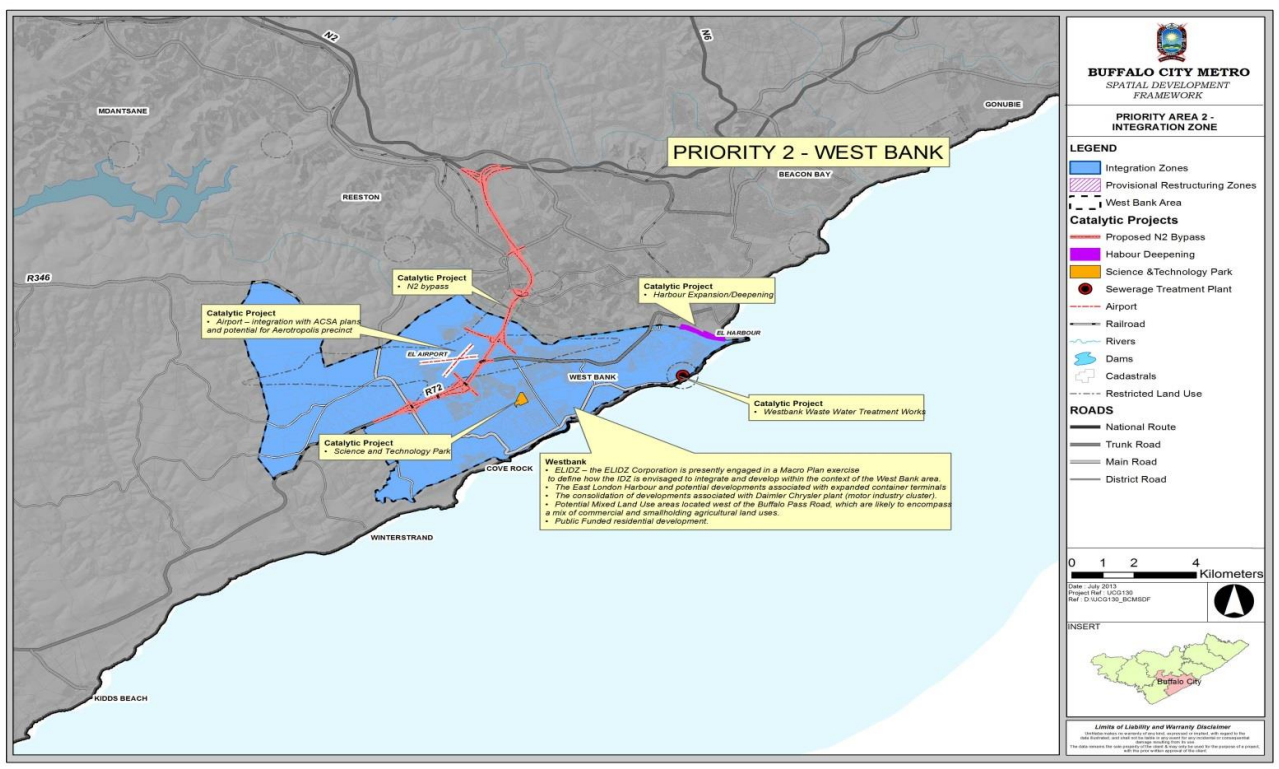 N2
N6
MDANTSANE
GONUBIE
PRIORITY 2 - WEST BANK
BEACON BAY
REESTON
R346
Catalytic Project
• N2 bypass
Catalytic Project
• Harbour Expansion/Deepening
Catalytic Project
• Airport – integration with ACSA plans
and potential for Aerotropolis precinct
EL HARBOUR
EL AIRPORT
WEST BANK
R72
Catalytic Project
• Westbank Waste Water Treatment Works
Catalytic Project
• Science and Technology Park
COVE ROCK
Westbank
• ELIDZ – the ELIDZ Corporation is presently engaged in a Macro Plan exercise
to define how the IDZ is envisaged to integrate and develop within the context of the West Bank area.
• The East London Harbour and potential developments associated with expanded container terminals
• The consolidation of developments associated with Daimler Chrysler plant (motor industry cluster).
• Potential Mixed Land Use areas located west of the Buffalo Pass Road, which are likely to encompass
a mix of commercial and smallholding agricultural land uses.
• Public Funded residential development.
WINTERSTRAND
KIDDS BEACH
BUFFALO CITY METRO
SPATIAL DEVELOPMENT
FRAMEWORK
PRIORITY AREA 2 -
INTEGRATION ZONE
LEGEND
Integration Zones
Provisional Restructuring Zones
West Bank Area
Catalytic Projects
Proposed N2 Bypass
Habour Deepening
Science &Technology Park
Sewerage Treatment Plant
Airport
Railroad
Rivers
Dams
Cadastrals
Restricted Land Use
ROADS
National Route
Trunk Road
Main Road
District Road
0 1 2 4
Kilometers
Date : July 2013
Project Ref : UCG130
Ref : D:\UCG130_BCMSDF
INSERT
Buffalo City
Limits of Liability and Warranty Disclaimer